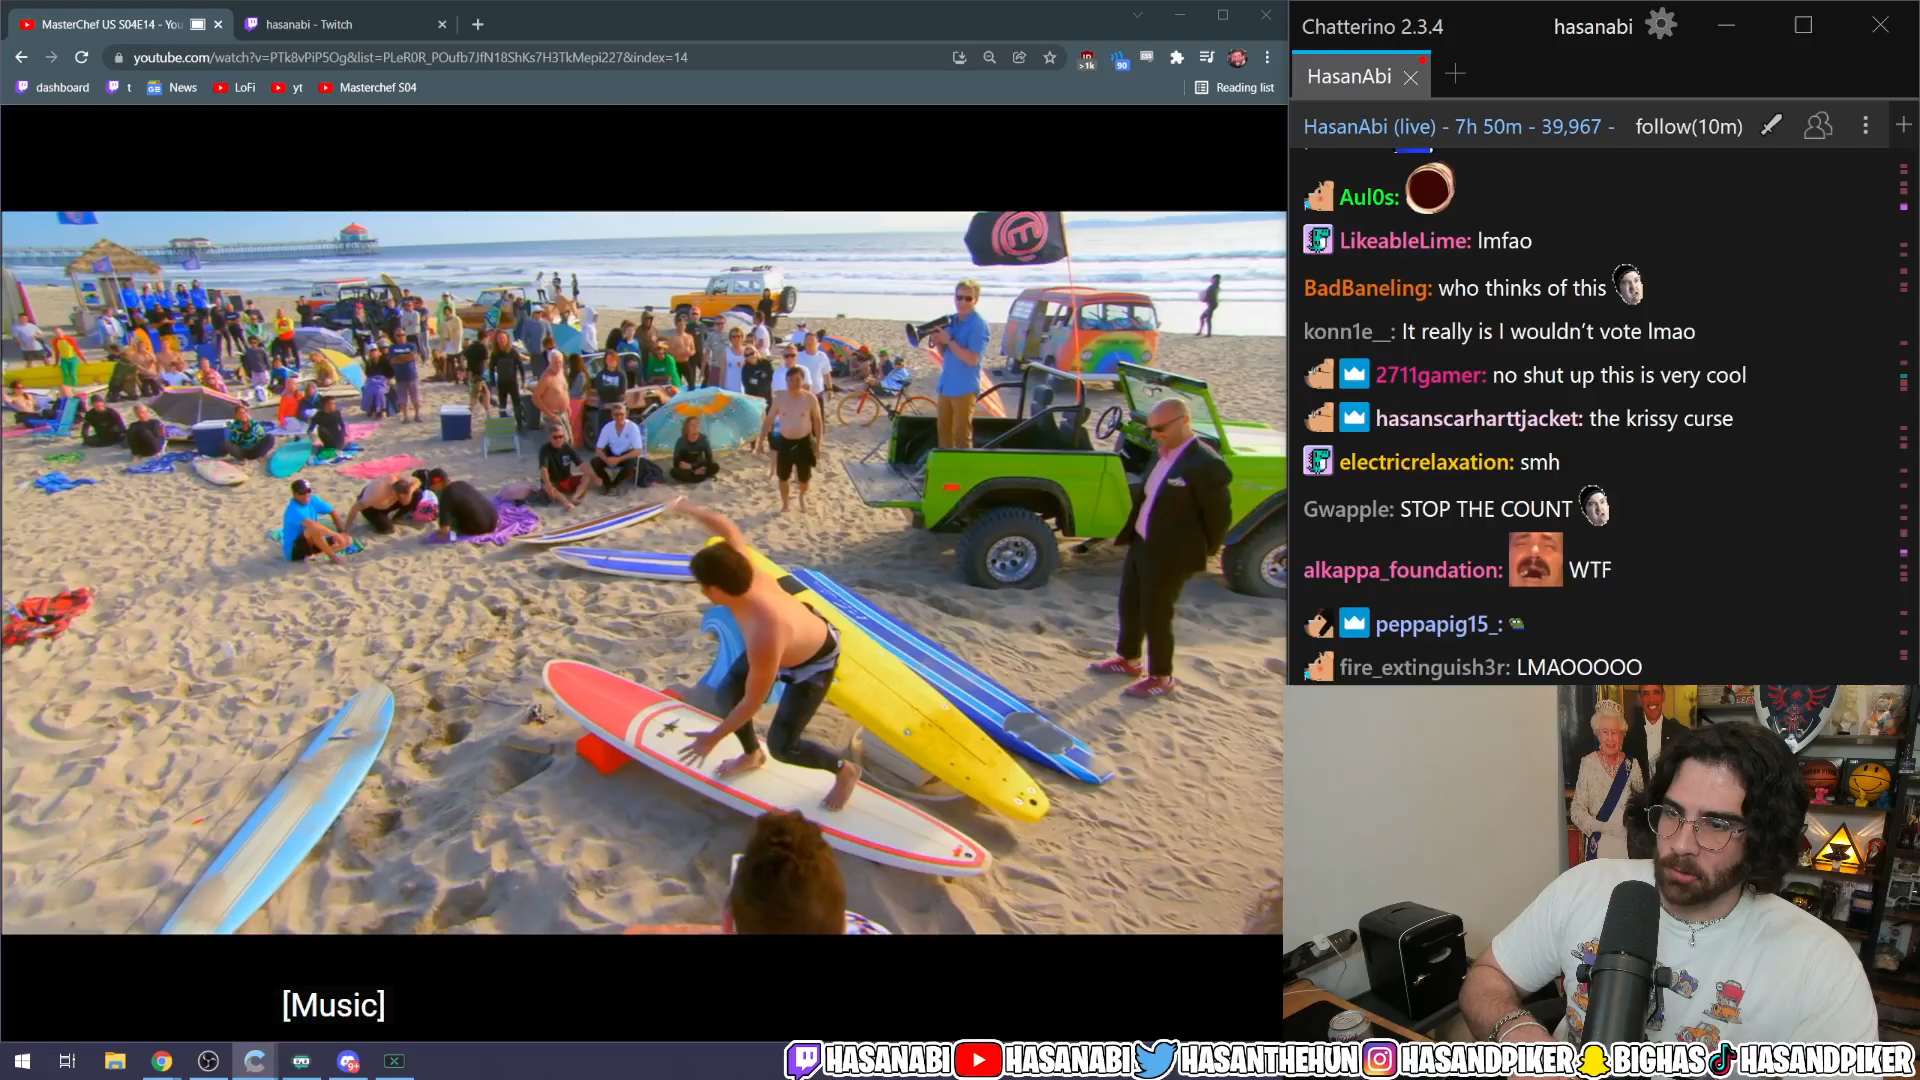 MasterChef US S04E14 - You
hasanabi - Twitch
youtube.com/watch?v=PTk8vPiP5Og&list=PLeR0R_POufb7JfN18ShKs7H3TkMepi227&index=14
>1k
90
dashboard
t
News
LoFi
yt
Masterchef S04
Reading list
Chatterino 2.3.4
hasanabi
HasanAbi
HasanAbi (live) - 7h 50m - 39,967 -
follow(10m)
Aul0s:
LikeableLime: lmfao
BadBaneling: who thinks of this
konn1e__: It really is I wouldn't vote lmao
2711gamer: no shut up this is very cool
hasanscarharttjacket: the krissy curse
electricrelaxation: smh
Gwapple: STOP THE COUNT
alkappa_foundation: WTF
peppapig15_:
fire_extinguish3r: LMAOOOOO
[Music]
HASANABI
HASANABI
HASANTHEHUN
HASANDPIKER
BIGHAS
HASANDPIKER